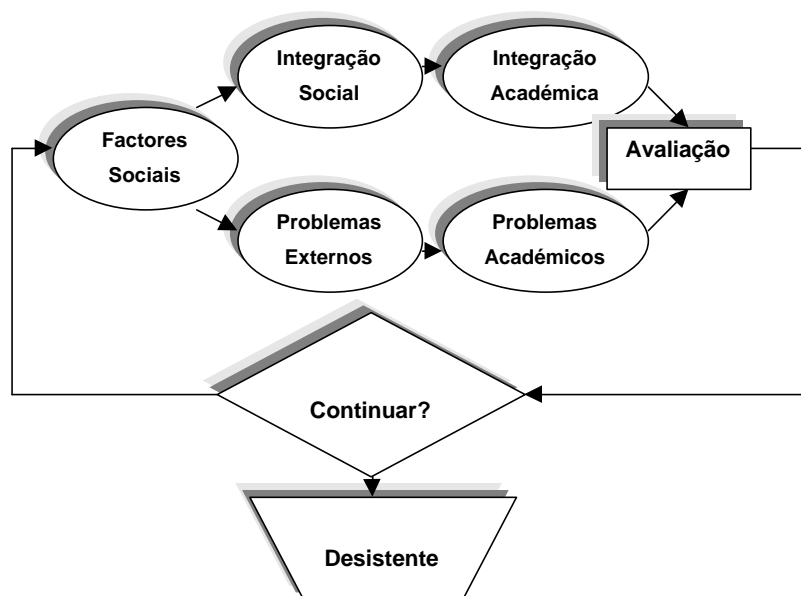 Integração
Social
Integração
Académica
Factores
Sociais
Avaliação
Problemas
Externos
Problemas
Académicos
Continuar?
Desistente